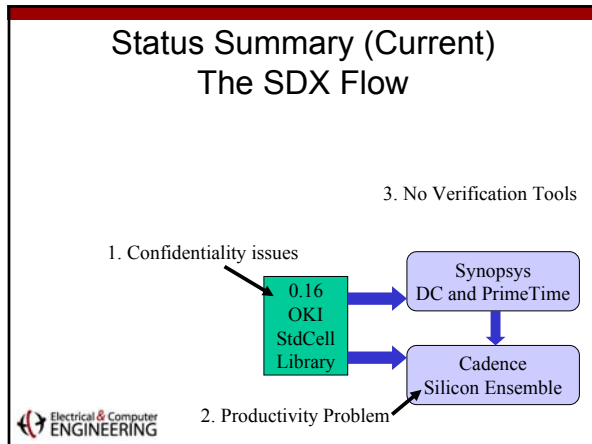 Status Summary (Current)
The SDX Flow
3. No Verification Tools
1. Confidentiality issues
0.16
OKI
StdCell
Library
Synopsys
DC and PrimeTime
Cadence
Silicon Ensemble
2. Productivity Problem
Electrical & Computer
ENGINEERING